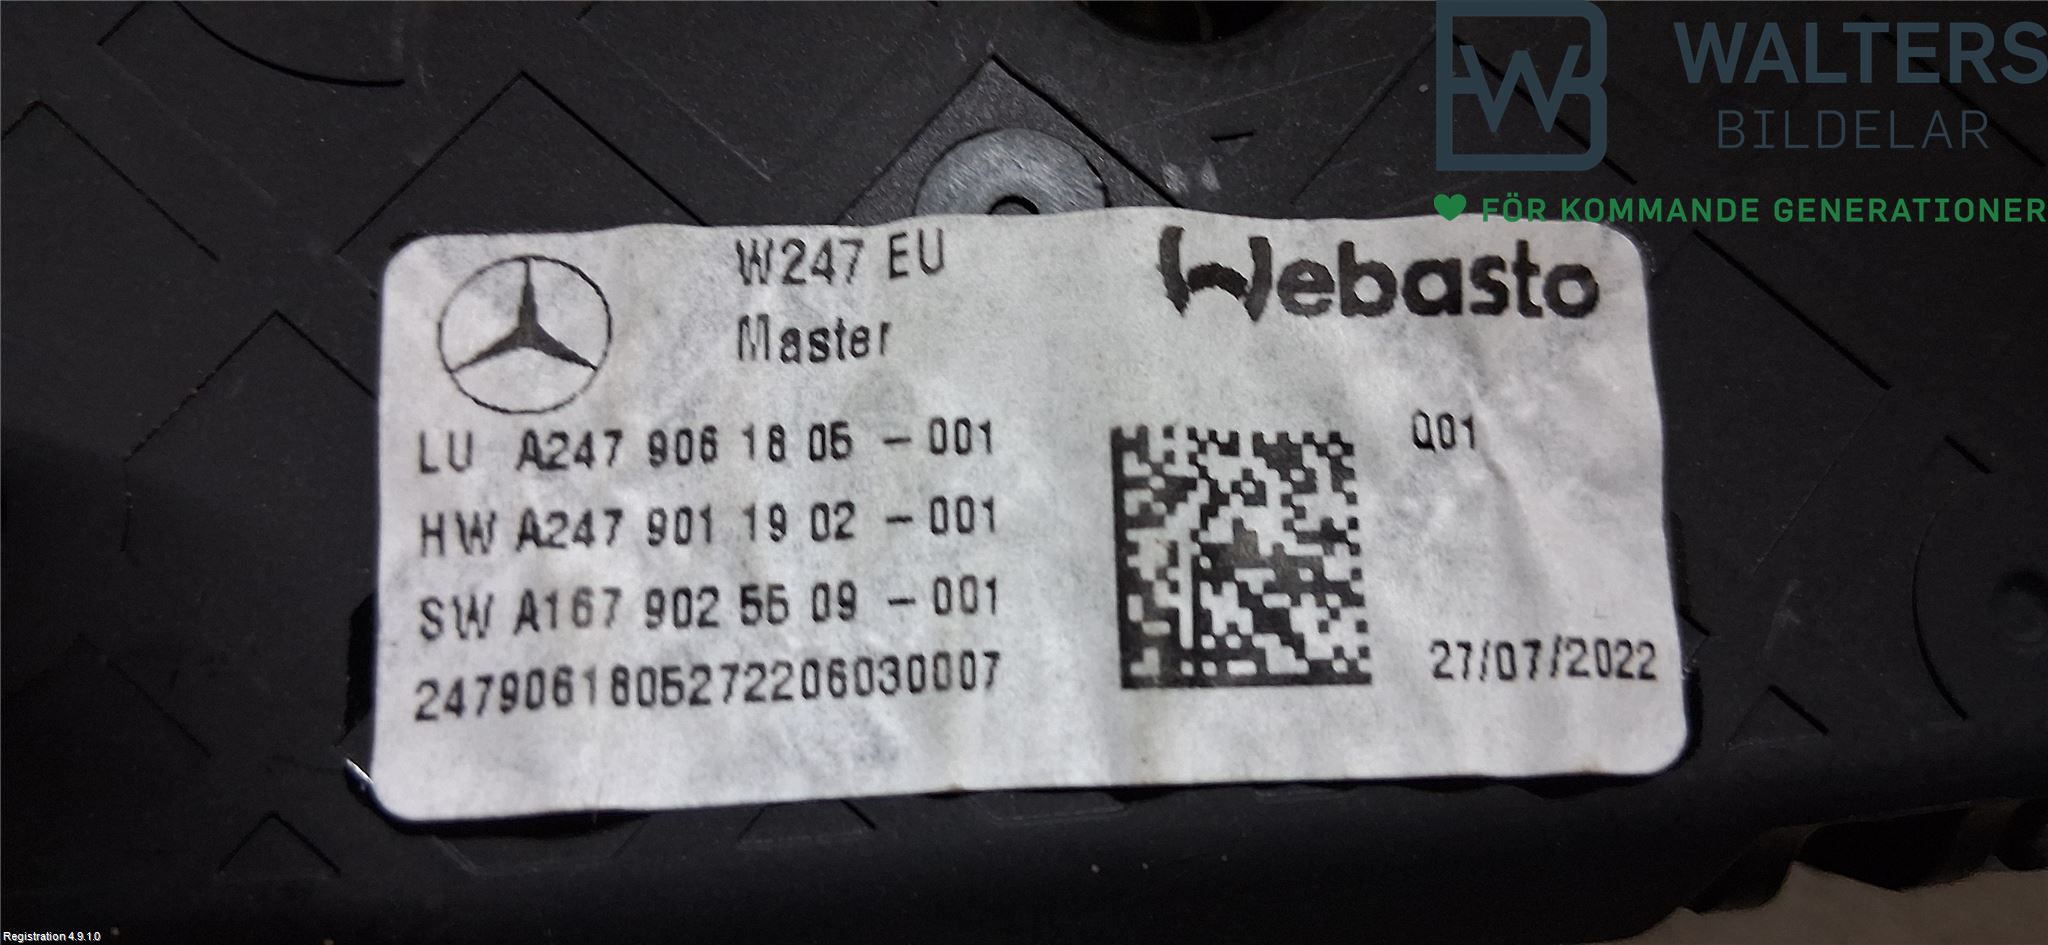 WALTERS
BILDELAR
FÖR KOMMANDE GENERATIONER
W247 EU
Master
Webasto
LU A247 906 18 05 - 001
HW A247 901 19 02 - 001
SW A167 902 55 09 - 001
Q01
2479061805272206030007
27/07/2022
Registration 4.9.1.0